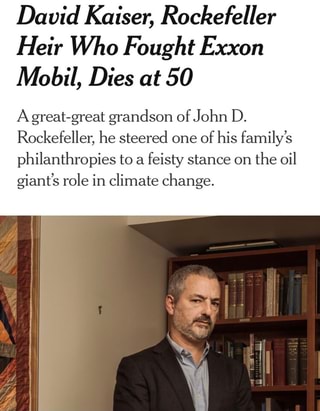 David Kaiser, Rockefeller
Heir Who Fought Exxon
Mobil, Dies at 50
A great-great grandson of John D.
Rockefeller, he steered one of his family’s
philanthropies to a feisty stance on the oil
giant’s role in climate change.